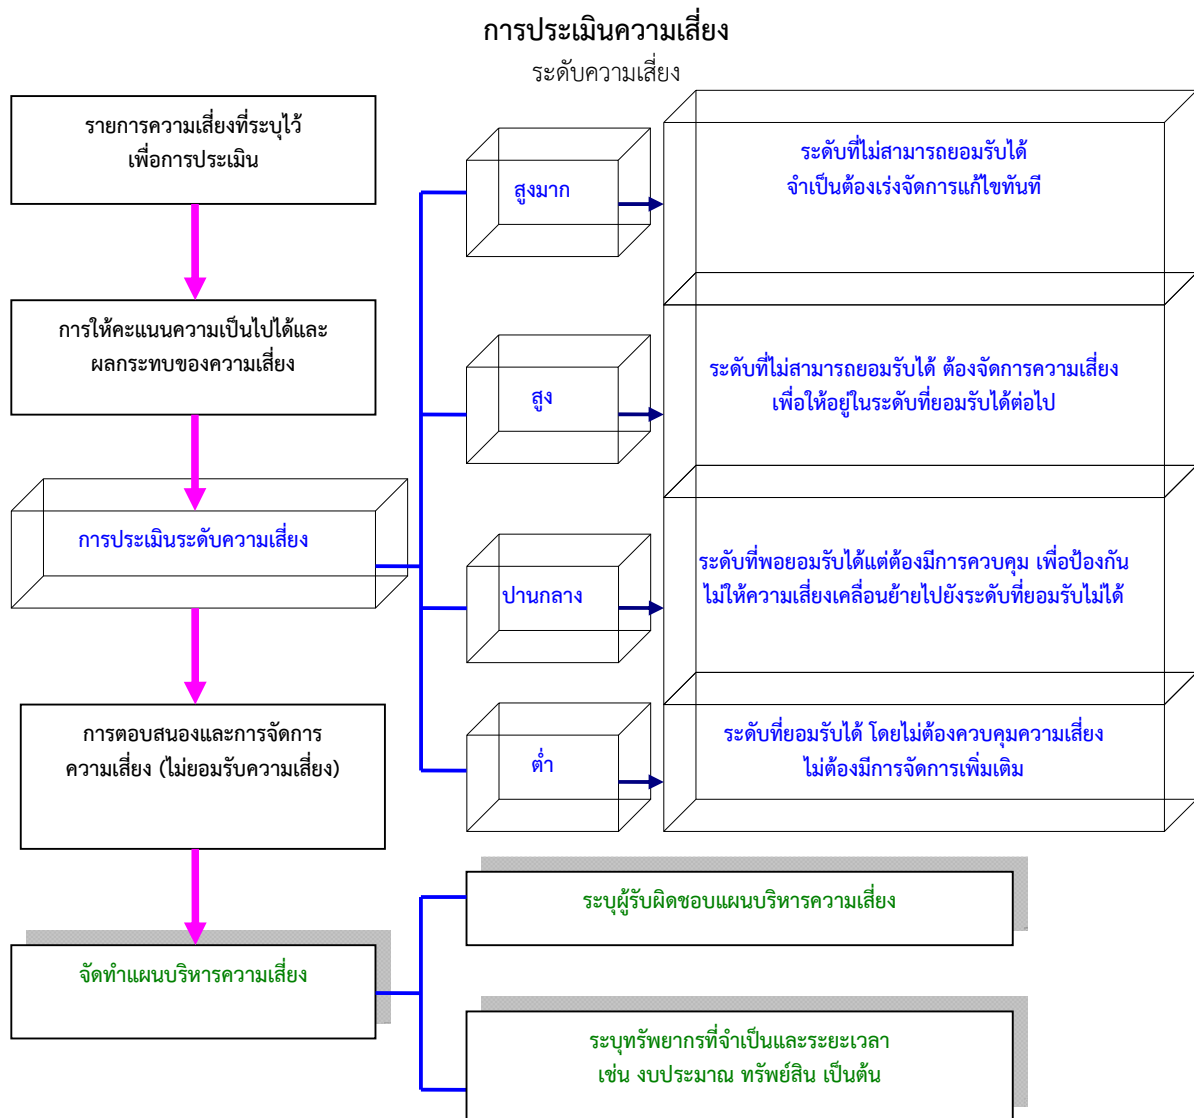 การประเมินความเสี่ยง
ระดับความเสี่ยง
รายการความเสี่ยงที่ระบุไว้
เพื่อการประเมิน
การให้คะแนนความเป็นไปได้และ
ผลกระทบของความเสี่ยง
การประเมินระดับความเสี่ยง
การตอบสนองและการจัดการ
ความเสี่ยง (ไม่ยอมรับความเสี่ยง)
จัดทำแผนบริหารความเสี่ยง
สูงมาก
ระดับที่ไม่สามารถยอมรับได้
จำเป็นต้องเร่งจัดการแก้ไขทันที
สูง
ระดับที่ไม่สามารถยอมรับได้ ต้องจัดการความเสี่ยง
เพื่อให้อยู่ในระดับที่ยอมรับได้ต่อไป
ปานกลาง
ระดับที่พอยอมรับได้แต่ต้องมีการควบคุม เพื่อป้องกัน
ไม่ให้ความเสี่ยงเคลื่อนย้ายไปยังระดับที่ยอมรับไม่ได้
ต่ำ
ระดับที่ยอมรับได้ โดยไม่ต้องควบคุมความเสี่ยง
ไม่ต้องมีการจัดการเพิ่มเติม
ระบุผู้รับผิดชอบแผนบริหารความเสี่ยง
ระบุทรัพยากรที่จำเป็นและระยะเวลา
เช่น งบประมาณ ทรัพย์สิน เป็นต้น